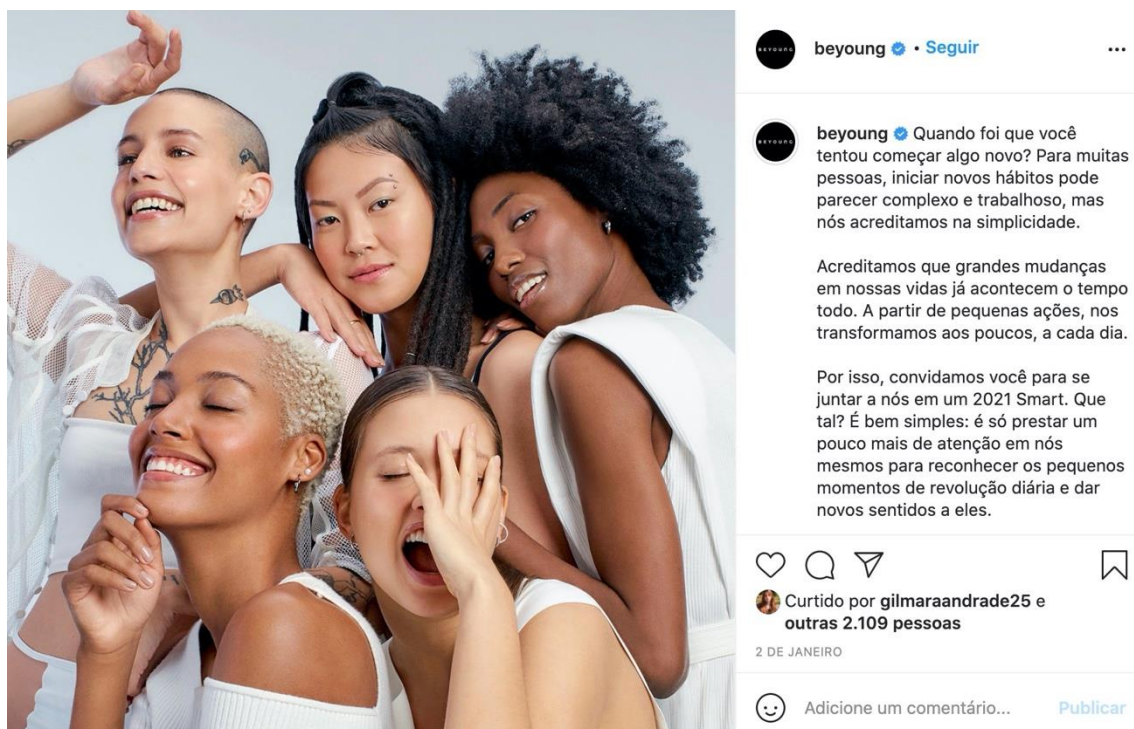 BEYOUNG
beyoung • Seguir
BEYOUNG
beyoung Quando foi que você
tentou começar algo novo? Para muitas
pessoas, iniciar novos hábitos pode
parecer complexo e trabalhoso, mas
nós acreditamos na simplicidade.
Acreditamos que grandes mudanças
em nossas vidas já acontecem o tempo
todo. A partir de pequenas ações, nos
transformamos aos poucos, a cada dia.
Por isso, convidamos você para se
juntar a nós em um 2021 Smart. Que
tal? É bem simples: é só prestar um
pouco mais de atenção em nós
mesmos para reconhecer os pequenos
momentos de revolução diária e dar
novos sentidos a eles.
Curtido por gilmaraandrade25 e
outras 2.109 pessoas
2 DE JANEIRO
Adicione um comentário... Publicar